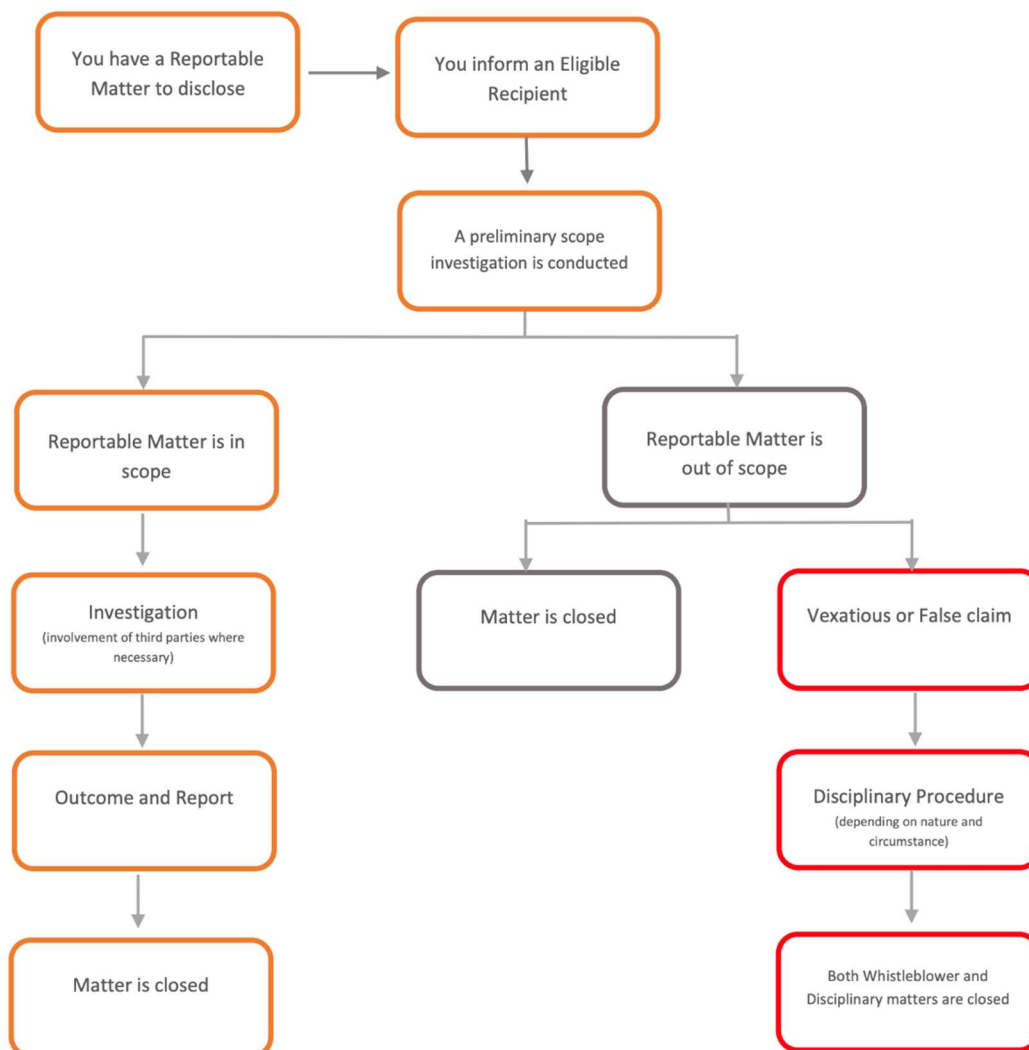 You have a Reportable
Matter to disclose
You inform an Eligible
Recipient
A preliminary scope
investigation is conducted
Reportable Matter is in
scope
Reportable Matter is
out of scope
Investigation
(involvement of third parties where
necessary)
Matter is closed
Vexatious or False claim
Outcome and Report
Disciplinary Procedure
(depending on nature and
circumstance)
Matter is closed
Both Whistleblower and
Disciplinary matters are closed